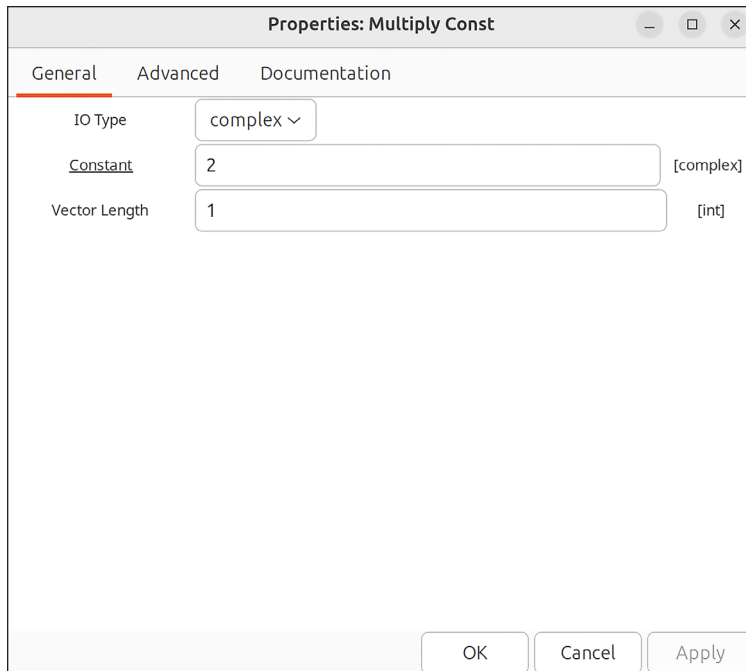 Properties: Multiply Const
General Advanced Documentation
IO Type complex
Constant 2 [complex]
Vector Length 1 [int]
OK Cancel Apply